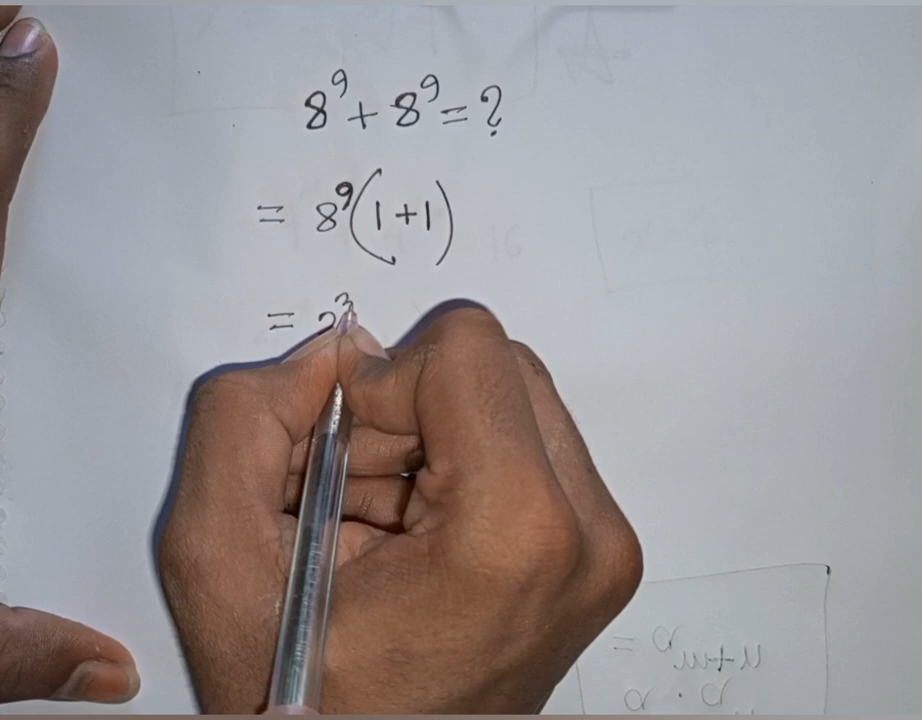 8⁹ + 8⁹ = ?
= 8⁹(1+1)
= 2³
= a^{m+n}
a · a